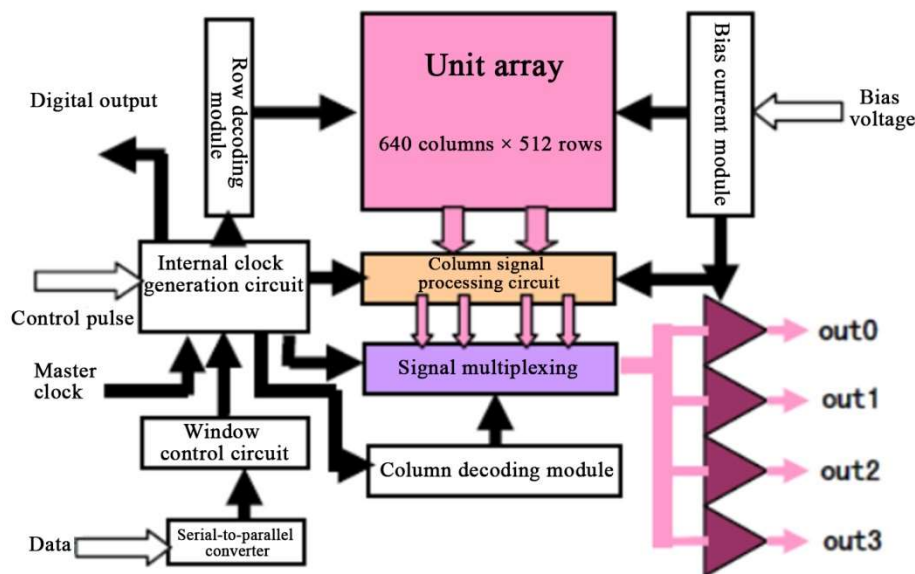 Unit array
640 columns × 512 rows
Row decoding
module
Bias current module
Digital output
Bias
voltage
Internal clock
generation circuit
Column signal
processing circuit
Control pulse
out0
Master
clock
Signal multiplexing
out1
Window
control circuit
Column decoding module
out2
Data
Serial-to-parallel
converter
out3